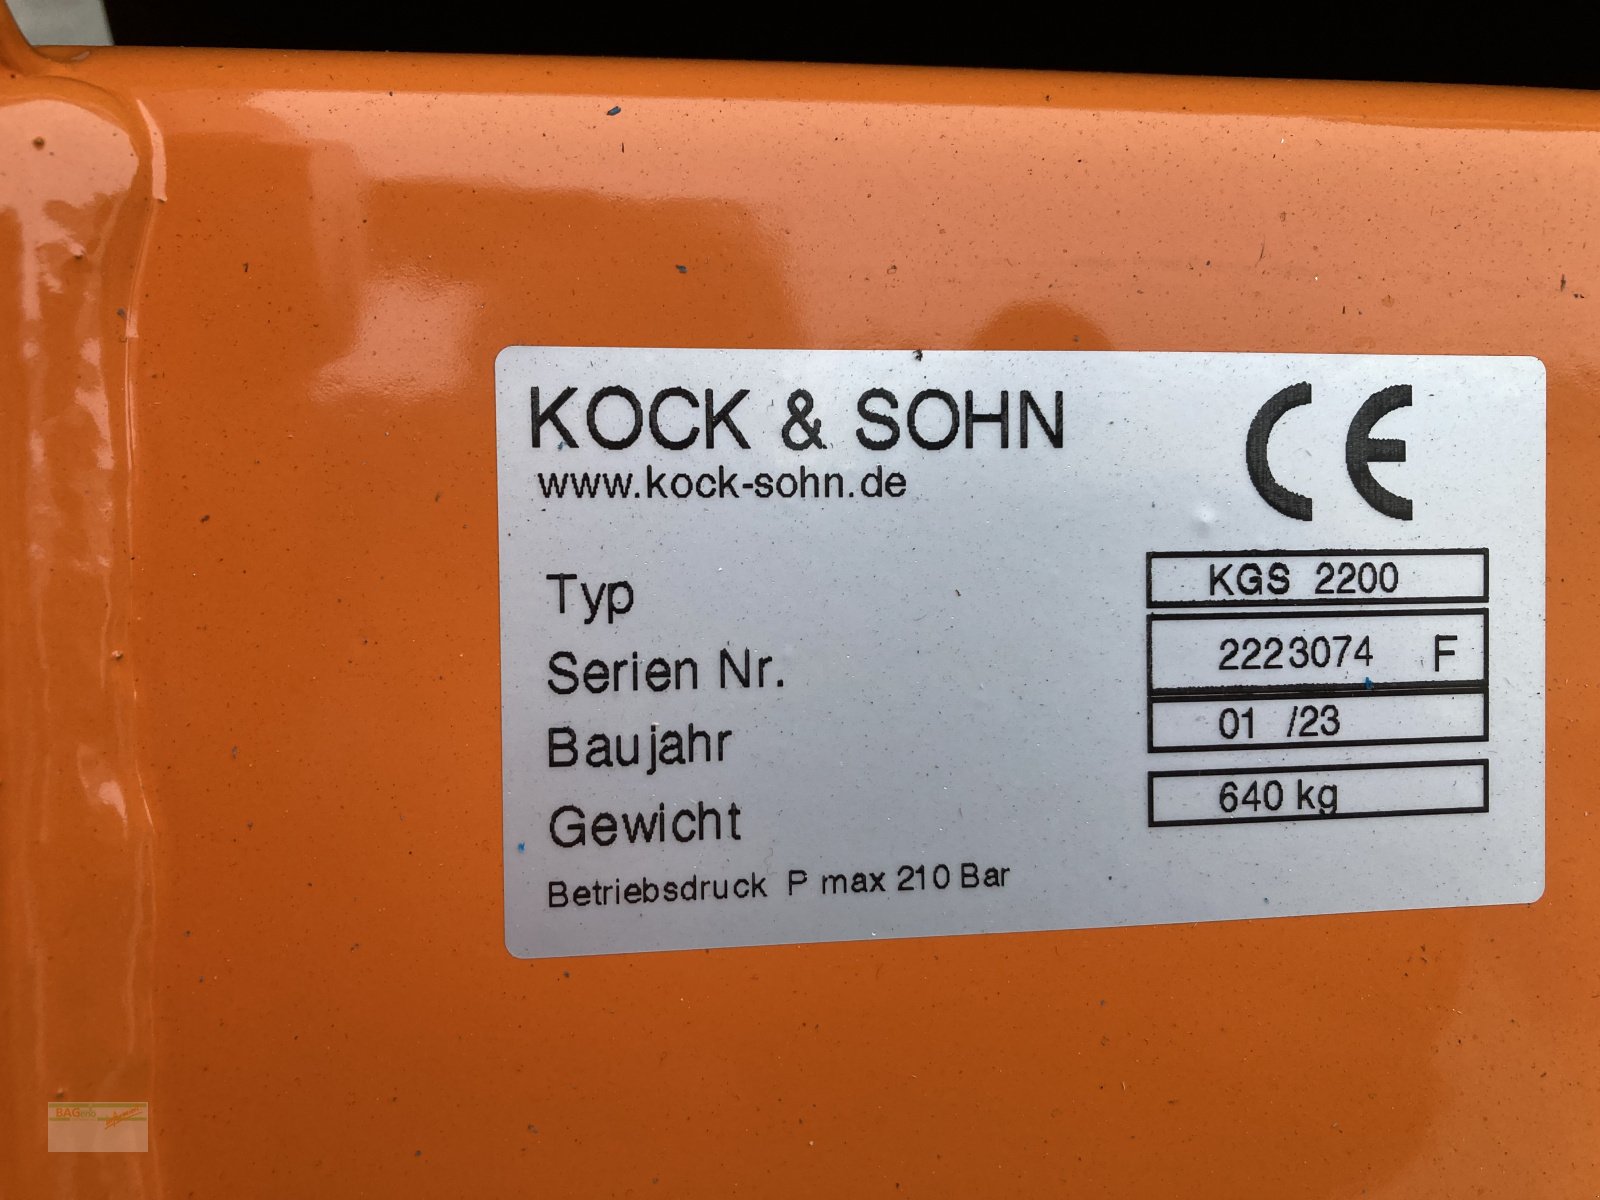 KOCK & SOHN CE
www.kock-sohn.de
Typ KGS 2200
Serien Nr. 2223074 F
Baujahr 01 /23
Gewicht 640 kg
Betriebsdruck P max 210 Bar
BAGeno